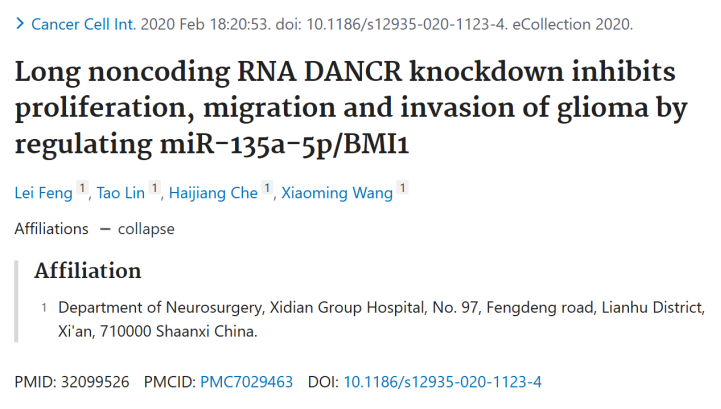 > Cancer Cell Int. 2020 Feb 18:20:53. doi: 10.1186/s12935-020-1123-4. eCollection 2020.
Long noncoding RNA DANCR knockdown inhibits
proliferation, migration and invasion of glioma by
regulating miR-135a-5p/BMI1
Lei Feng 1, Tao Lin 1, Haijiang Che 1, Xiaoming Wang 1
Affiliations — collapse
Affiliation
1 Department of Neurosurgery, Xidian Group Hospital, No. 97, Fengdeng road, Lianhu District,
Xi'an, 710000 Shaanxi China.
PMID: 32099526 PMCID: PMC7029463 DOI: 10.1186/s12935-020-1123-4